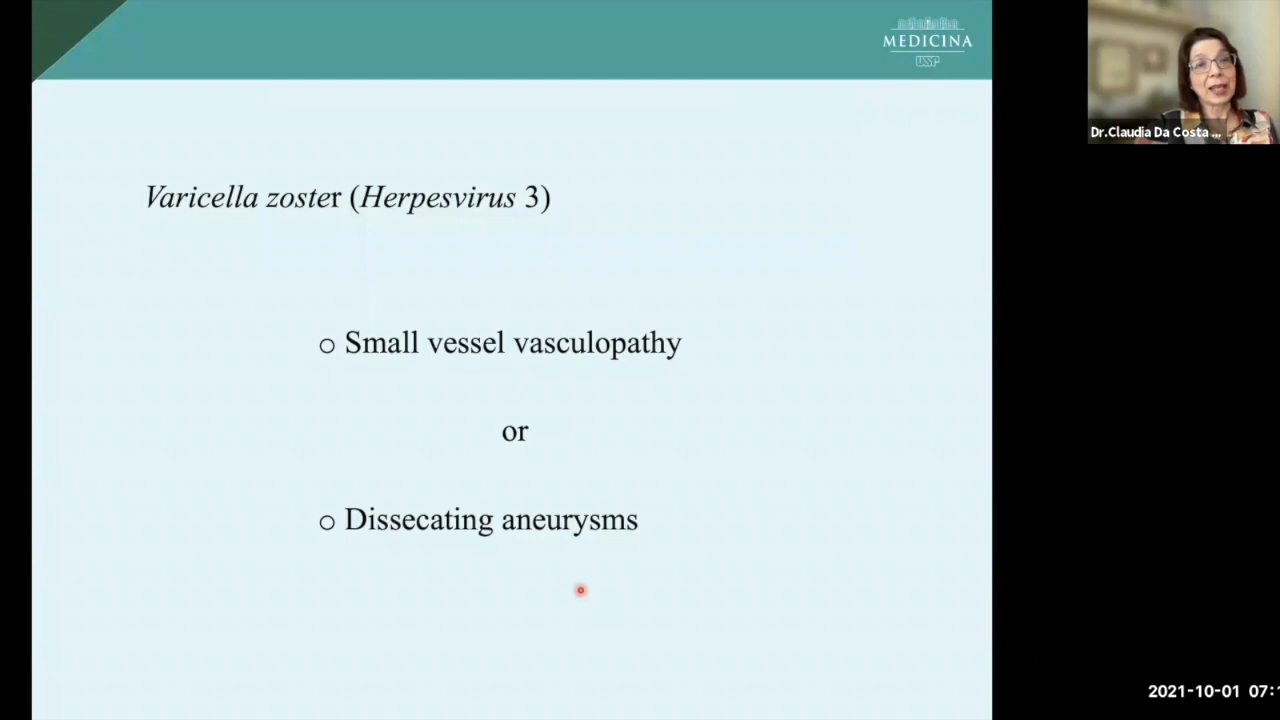 MEDICINA
USP
Varicella zoster (Herpesvirus 3)
o Small vessel vasculopathy
or
o Dissecating aneurysms
Dr.Claudia Da Costa ...
2021-10-01 07:1